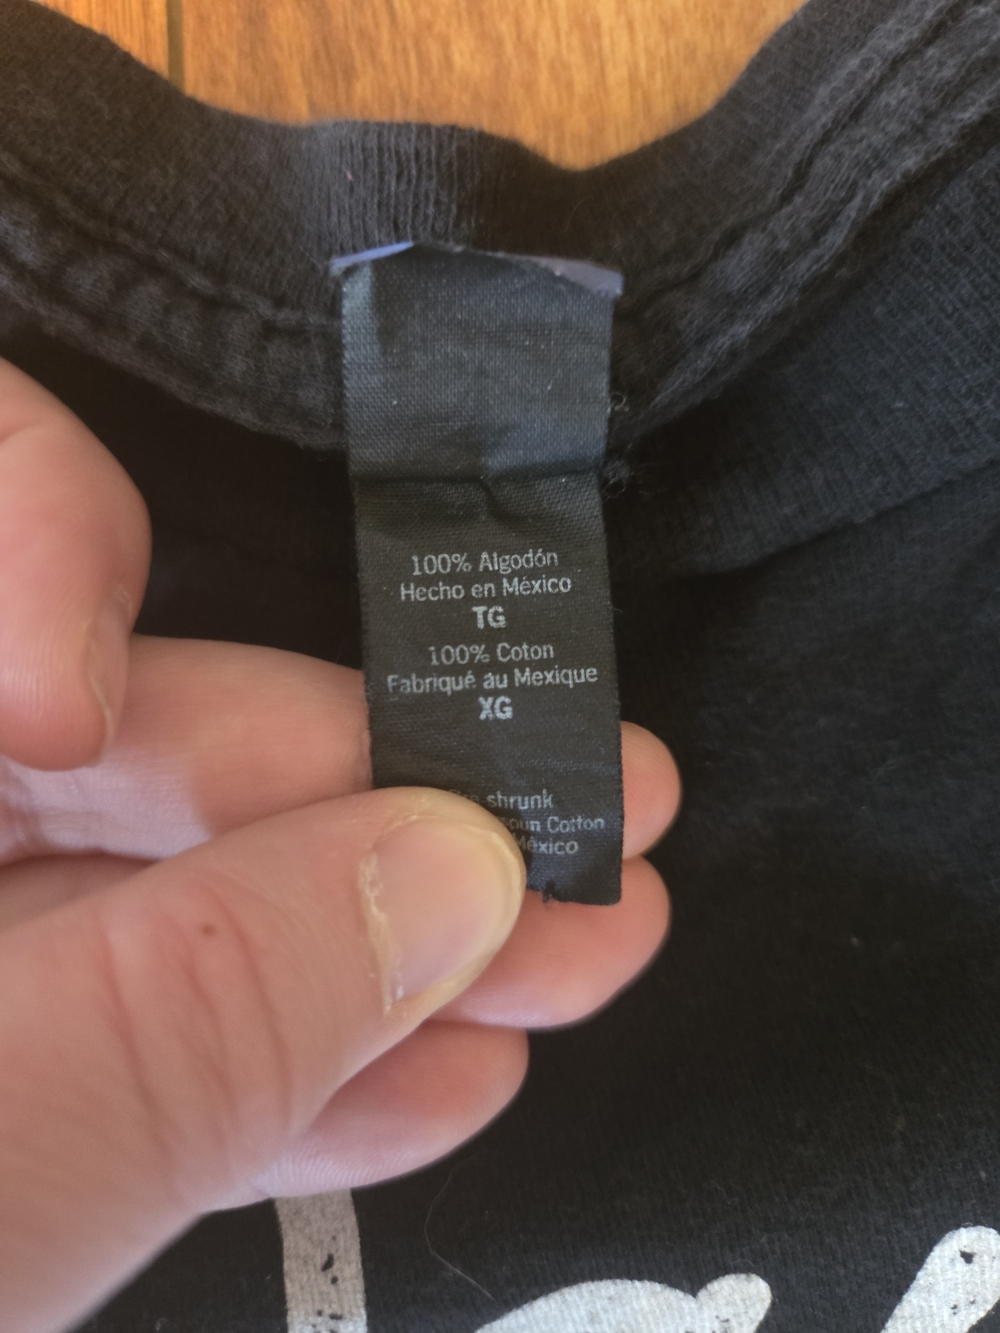 100% Algodón
Hecho en México
TG
100% Coton
Fabriqué au Mexique
XG
shrunk
Cotton
México